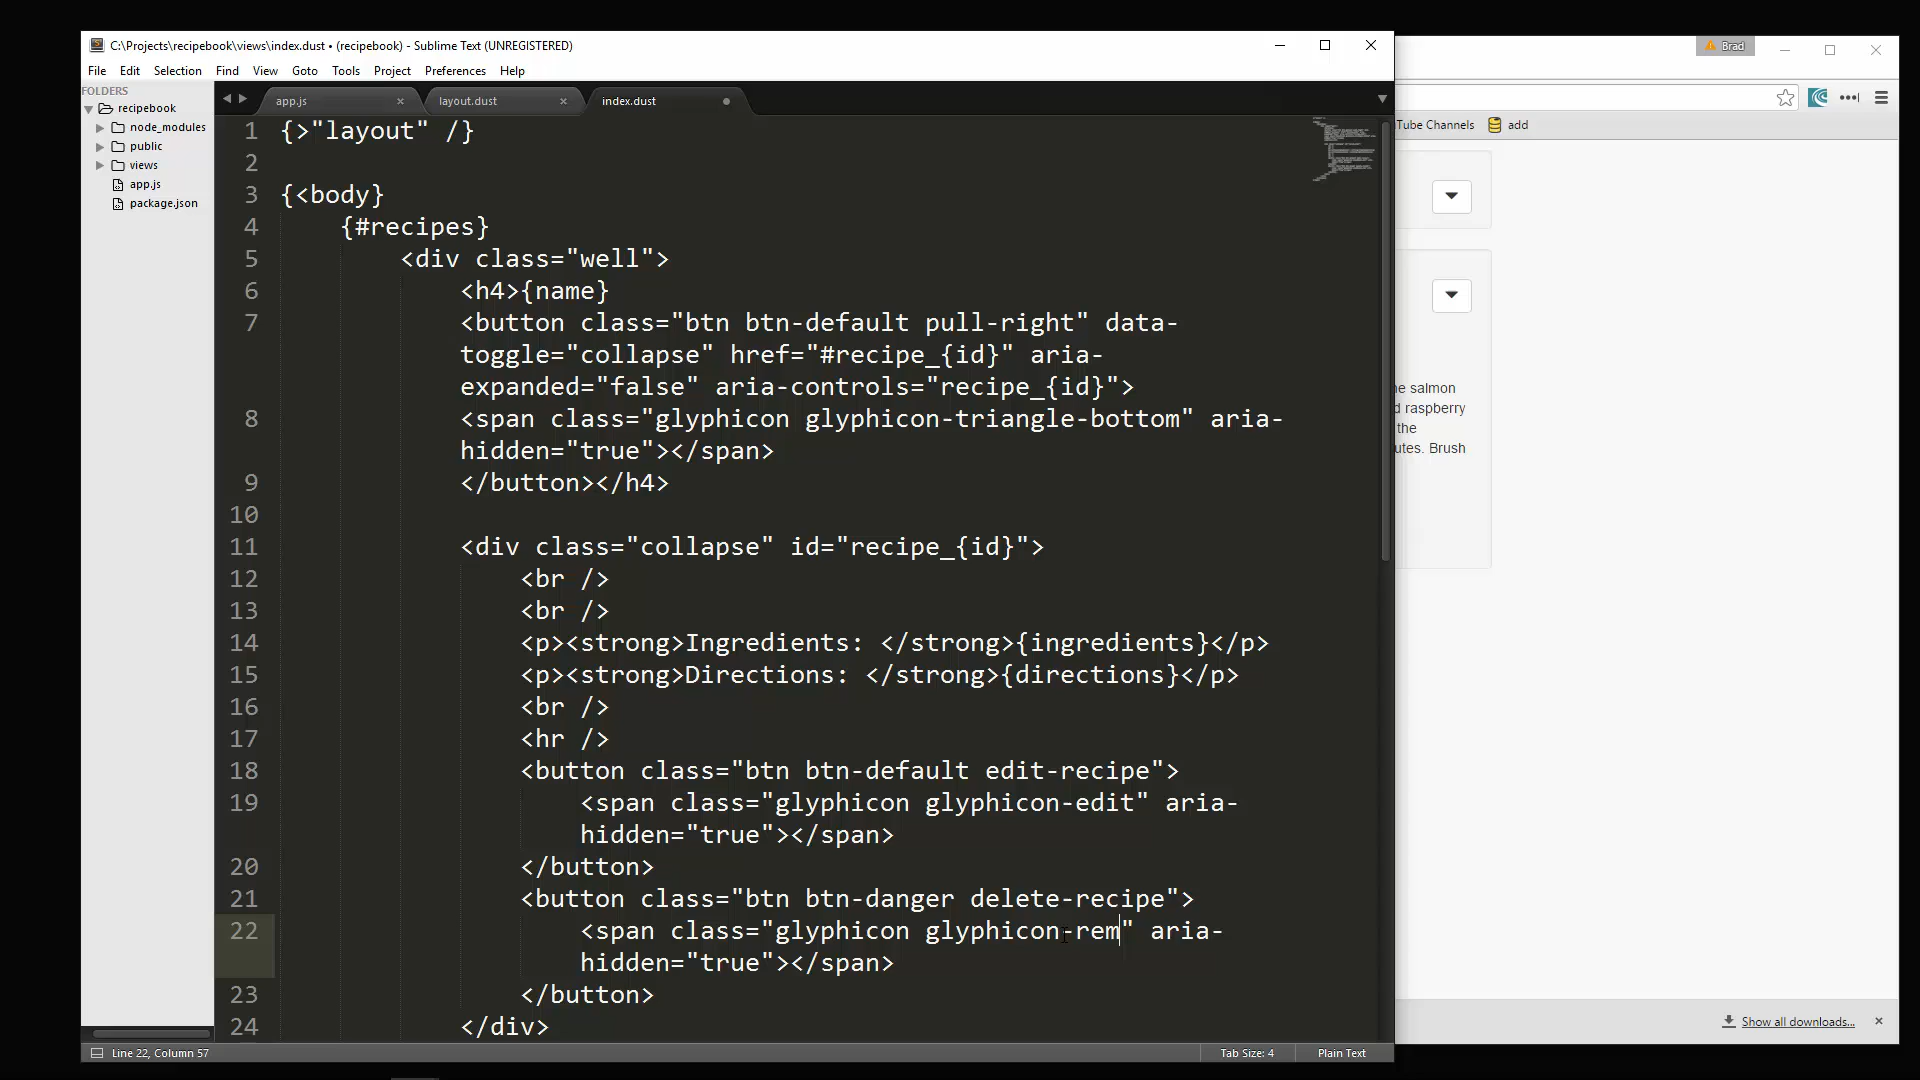 C:\Projects\recipebook\views\index.dust • (recipebook) - Sublime Text (UNREGISTERED)
Brad
File Edit Selection Find View Goto Tools Project Preferences Help
FOLDERS
recipebook
node_modules
public
views
app.js
package.json
app.js layout.dust index.dust
Tube Channels add
1 {>"layout" /}
2
3 {<body}
4 {#recipes}
5 <div class="well">
6 <h4>{name}
7 <button class="btn btn-default pull-right" data-
toggle="collapse" href="#recipe_{id}" aria-
expanded="false" aria-controls="recipe_{id}">
8 <span class="glyphicon glyphicon-triangle-bottom" aria-
hidden="true"></span>
9 </button></h4>
10
11 <div class="collapse" id="recipe_{id}">
12 <br />
13 <br />
14 <p><strong>Ingredients: </strong>{ingredients}</p>
15 <p><strong>Directions: </strong>{directions}</p>
16 <br />
17 <hr />
18 <button class="btn btn-default edit-recipe">
19 <span class="glyphicon glyphicon-edit" aria-
hidden="true"></span>
20 </button>
21 <button class="btn btn-danger delete-recipe">
22 <span class="glyphicon glyphicon-rem" aria-
hidden="true"></span>
23 </button>
24 </div>
salmon
raspberry
the
Brush
Show all downloads...
Line 22, Column 57
Tab Size: 4
Plain Text